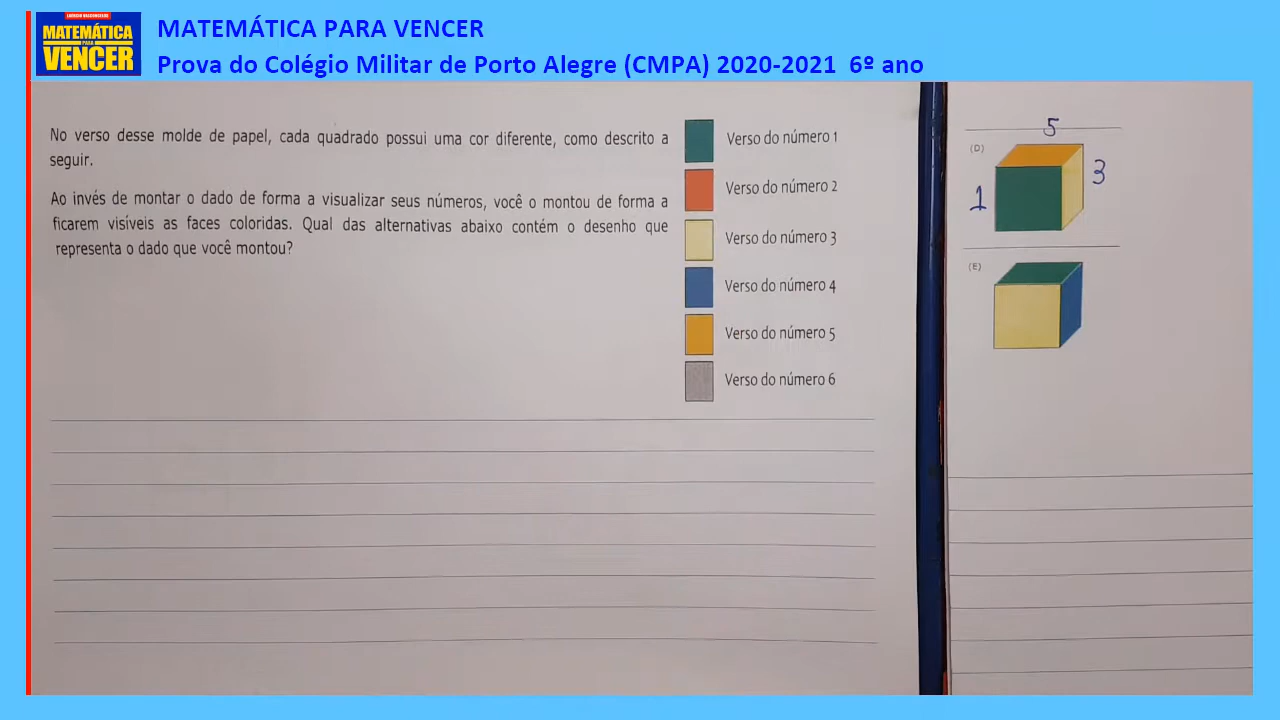 LAÉRCIO VASCONCELOS
MATEMÁTICA
PARA
VENCER
MATEMÁTICA PARA VENCER
Prova do Colégio Militar de Porto Alegre (CMPA) 2020-2021 6º ano
No verso desse molde de papel, cada quadrado possui uma cor diferente, como descrito a
seguir.
Ao invés de montar o dado de forma a visualizar seus números, você o montou de forma a
ficarem visíveis as faces coloridas. Qual das alternativas abaixo contém o desenho que
representa o dado que você montou?
Verso do número 1
Verso do número 2
Verso do número 3
Verso do número 4
Verso do número 5
Verso do número 6
5
(D)
3
1
(E)